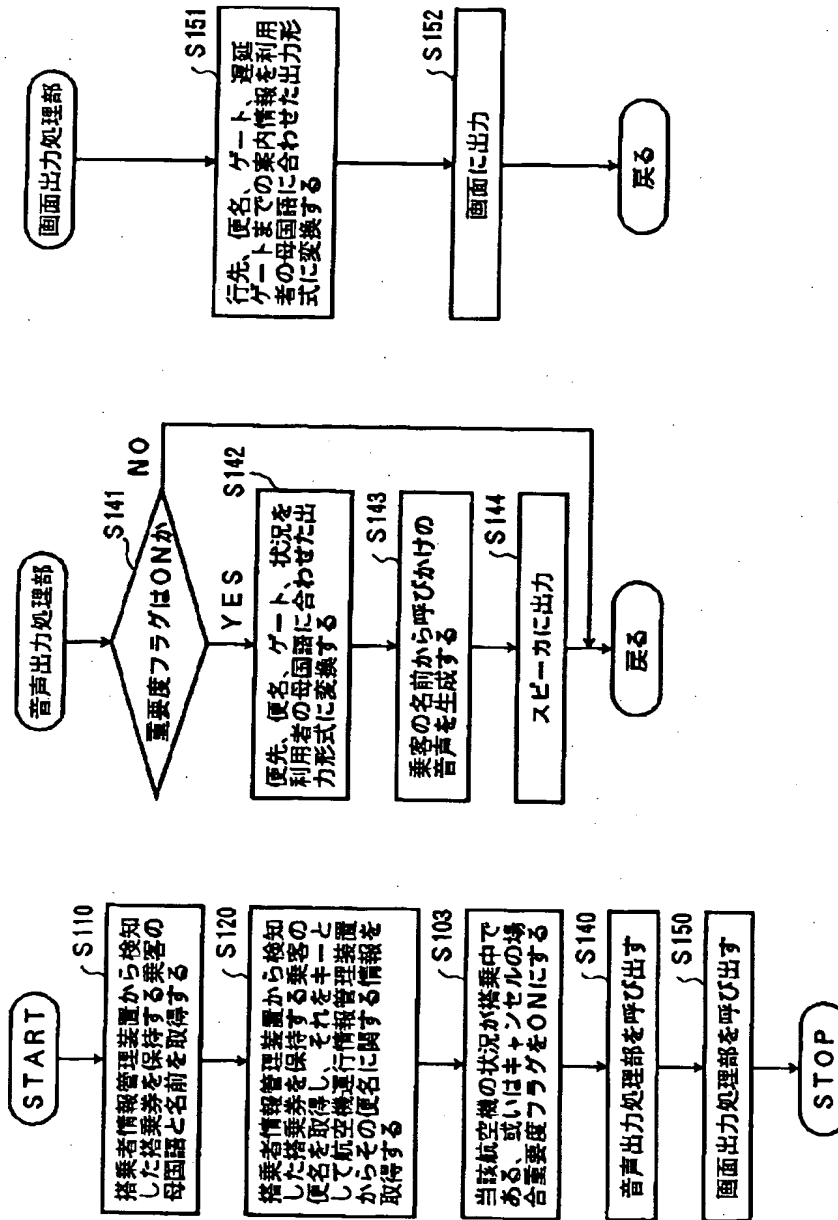 START
S110
搭乗者情報管理装置から検知
した搭乗券を保持する乗客の
母国語と名前を取得する
S120
搭乗者情報管理装置から検知
した搭乗券を保持する乗客の
便名を取得し、それをキーと
して航空機運行情報管理装置
からその便名に関する情報を
取得する
S103
当該航空機の状況が搭乗中で
ある、或いはキャンセルの場
合重要度フラグをONにする
S140
音声出力処理部を呼び出す
S150
画面出力処理部を呼び出す
STOP
音声出力処理部
S141
重要度フラグはONか
NO
YES
S142
便先、便名、ゲート、状況を
利用者の母国語に合わせた出
力形式に変換する
S143
乗客の名前から呼びかけの
音声を生成する
S144
スピーカに出力
戻る
画面出力処理部
S151
行先、便名、ゲート、遅延
ゲートまでの案内情報を利用
者の母国語に合わせた出力形
式に変換する
S152
画面に出力
戻る